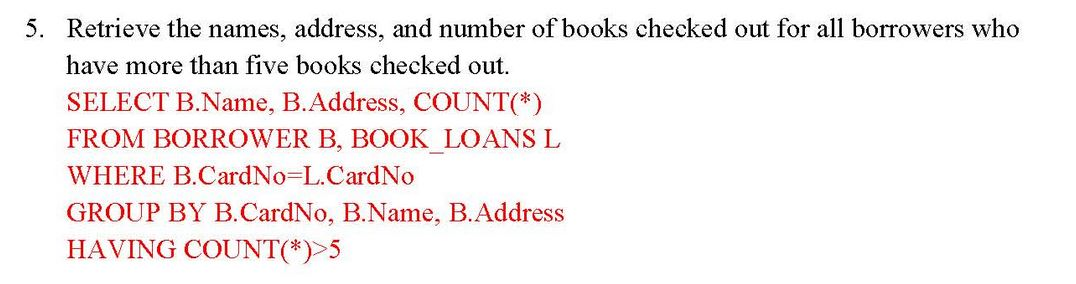 5. Retrieve the names, address, and number of books checked out for all borrowers who
have more than five books checked out.
SELECT B.Name, B.Address, COUNT(*)
FROM BORROWER B, BOOK_LOANS L
WHERE B.CardNo=L.CardNo
GROUP BY B.CardNo, B.Name, B.Address
HAVING COUNT(*)>5